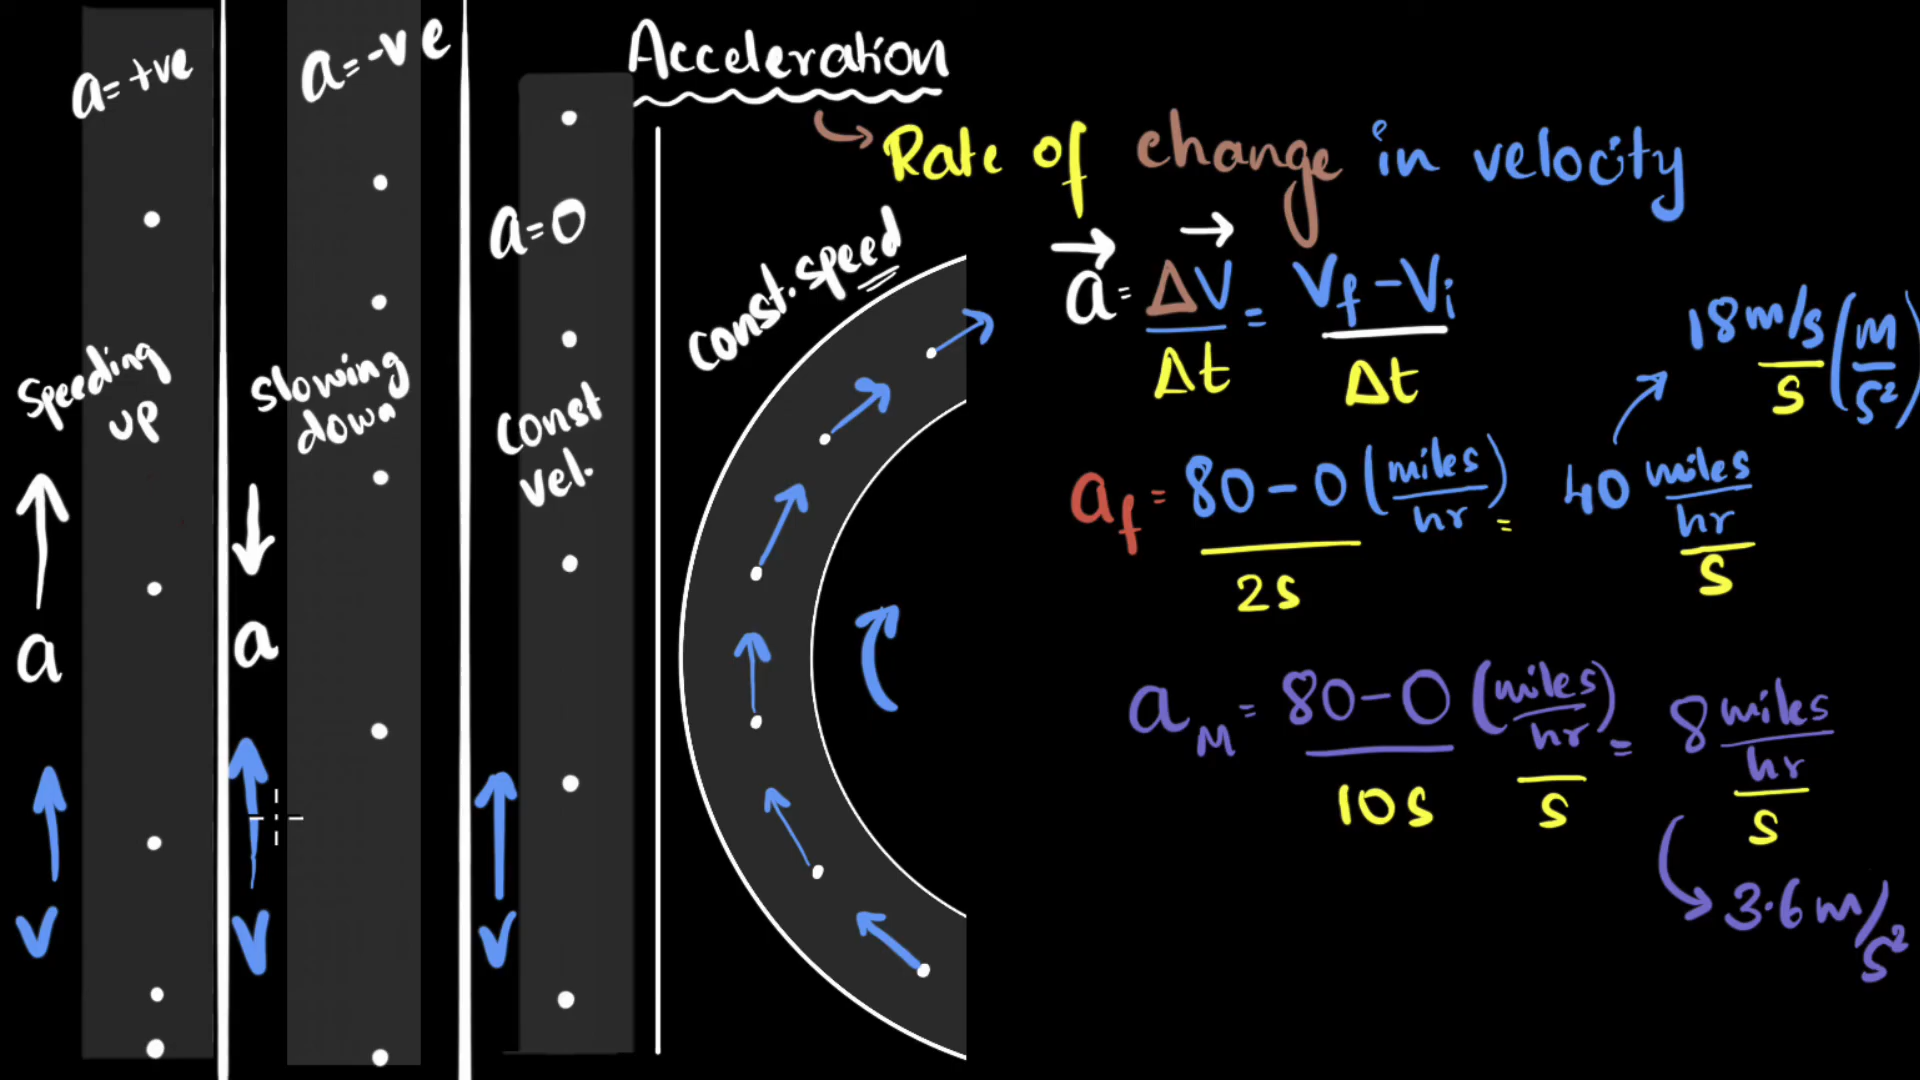 a=+ve
Speeding
up
a
v
a=-ve
Slowing
down
a
v
a=0
Const
vel.
v
Acceleration
Rate of change in velocity
const. speed
a⃗ = Δv⃗/Δt = (Vf - Vi)/Δt
18 m/s/s (m/s²)
af = 80-0/2s (miles/hr) = 40 miles/hr/s
aM = 80-0/10s (miles/hr)/s = 8 miles/hr/s
3.6 m/s²